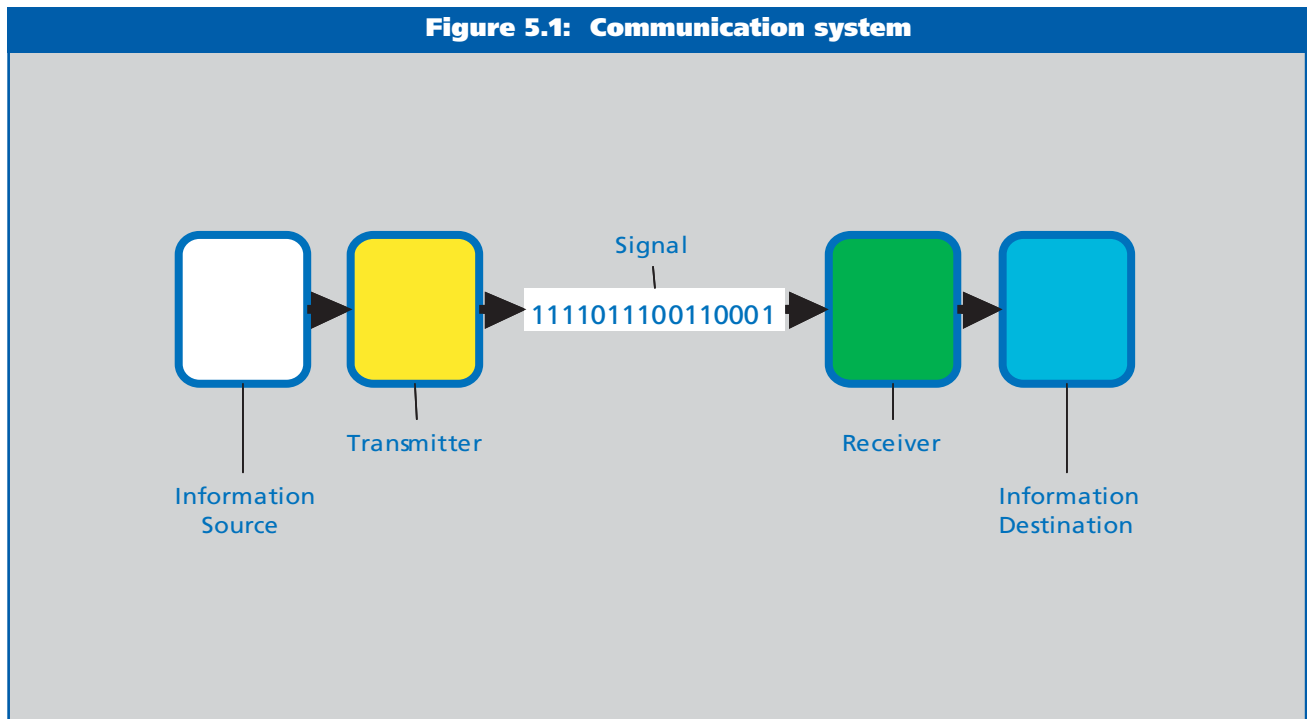 Figure 5.1: Communication system
Signal
1111011100110001
Transmitter
Receiver
Information
Source
Information
Destination